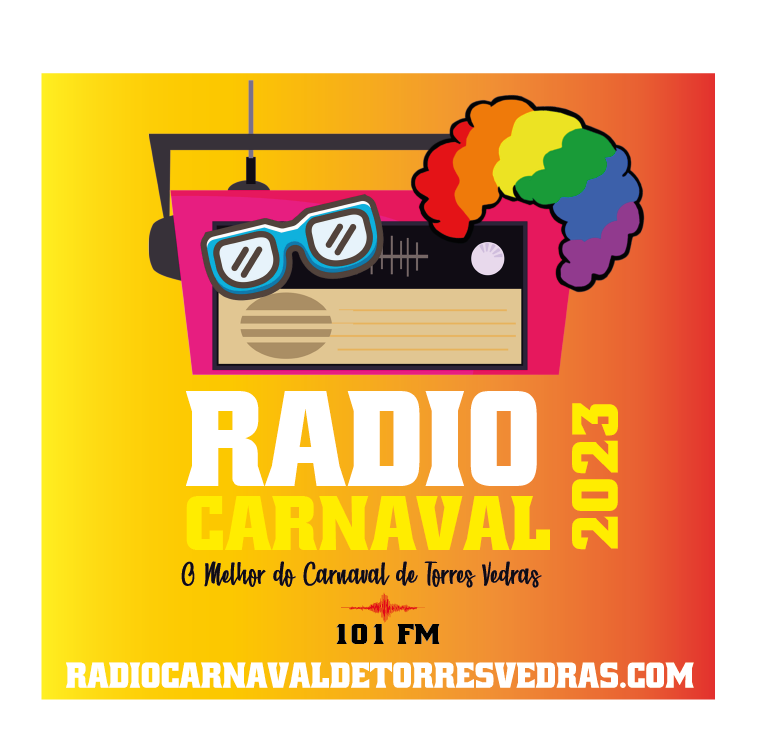 RADIO
CARNAVAL
2023
O Melhor do Carnaval de Torres Vedras
101 FM
RADIOCARNAVALDETORRESVEDRAS.COM